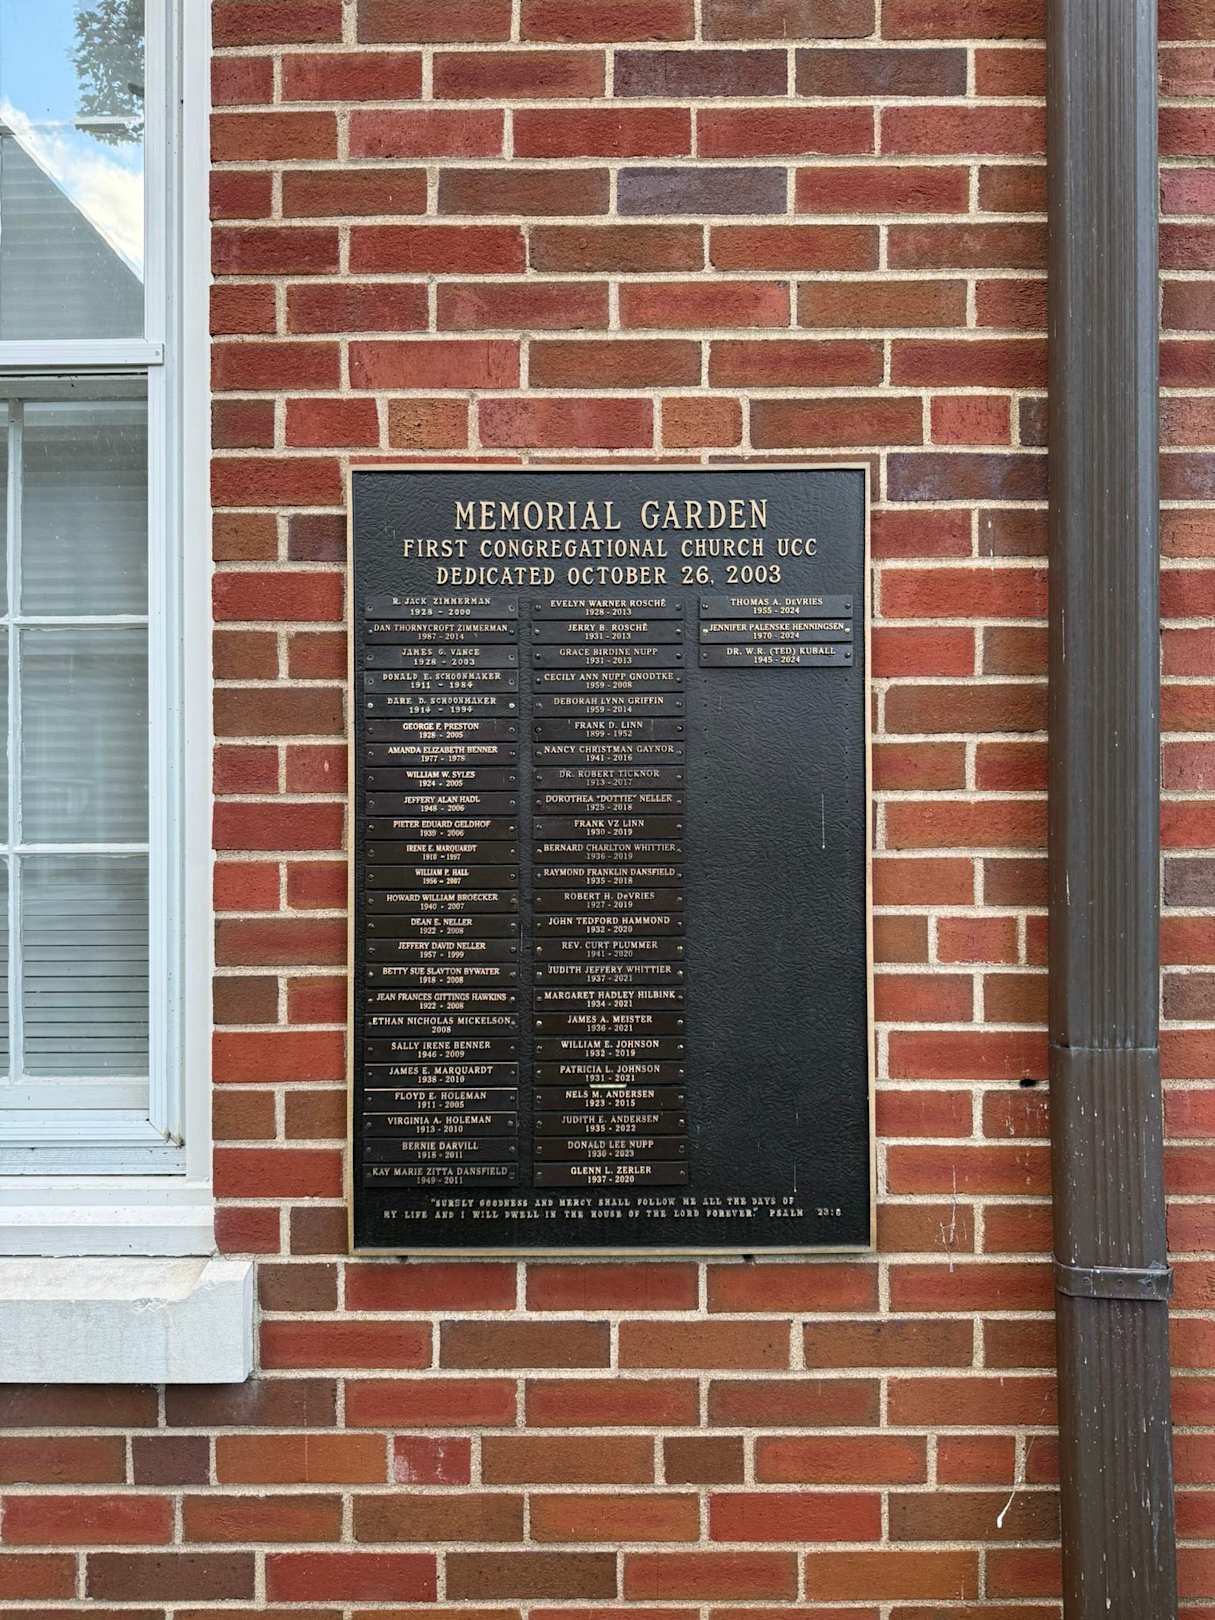 MEMORIAL GARDEN
FIRST CONGREGATIONAL CHURCH UCC
DEDICATED OCTOBER 26, 2003
R. JACK ZIMMERMAN
1928 - 2000
DAN THORNYCROFT ZIMMERMAN
1987 - 2014
JAMES G. VANCE
1928 - 2003
DONALD E. SCHOONMAKER
1911 - 1984
DARE D. SCHOONMAKER
1914 - 1994
GEORGE F. PRESTON
1928 - 2005
AMANDA ELIZABETH BENNER
1977 - 1978
WILLIAM W. SYLES
1924 - 2005
JEFFERY ALAN HADL
1948 - 2006
PIETER EDUARD GELDHOF
1939 - 2006
IRENE E. MARQUARDT
1910 - 1997
WILLIAM P. HALL
1956 - 2007
HOWARD WILLIAM BROECKER
1940 - 2007
DEAN E. NELLER
1922 - 2008
JEFFERY DAVID NELLER
1957 - 1999
BETTY SUE SLAYTON BYWATER
1918 - 2008
JEAN FRANCES GITTINGS HAWKINS
1922 - 2008
ETHAN NICHOLAS MICKELSON
2008
SALLY IRENE BENNER
1946 - 2009
JAMES E. MARQUARDT
1938 - 2010
FLOYD E. HOLEMAN
1911 - 2005
VIRGINIA A. HOLEMAN
1913 - 2010
BERNIE DARVILL
1918 - 2011
KAY MARIE ZITTA DANSFIELD
1949 - 2011
EVELYN WARNER ROSCHÉ
1928 - 2013
JERRY B. ROSCHÉ
1931 - 2013
GRACE BIRDINE NUPP
1931 - 2013
CECILY ANN NUPP GNODTKE
1959 - 2008
DEBORAH LYNN GRIFFIN
1959 - 2014
FRANK D. LINN
1899 - 1952
NANCY CHRISTMAN GAYNOR
1941 - 2016
DR. ROBERT TICKNOR
1913 - 2017
DOROTHEA "DOTTIE" NELLER
1925 - 2018
FRANK VZ LINN
1930 - 2019
BERNARD CHARLTON WHITTIER
1936 - 2019
RAYMOND FRANKLIN DANSFIELD
1935 - 2018
ROBERT H. DeVRIES
1927 - 2019
JOHN TEDFORD HAMMOND
1932 - 2020
REV. CURT PLUMMER
1941 - 2020
JUDITH JEFFERY WHITTIER
1937 - 2021
MARGARET HADLEY HILBINK
1934 - 2021
JAMES A. MEISTER
1936 - 2021
WILLIAM E. JOHNSON
1932 - 2019
PATRICIA L. JOHNSON
1931 - 2021
NELS M. ANDERSEN
1923 - 2015
JUDITH E. ANDERSEN
1935 - 2022
DONALD LEE NUPP
1930 - 2023
GLENN L. ZERLER
1937 - 2020
THOMAS A. DeVRIES
1955 - 2024
JENNIFER PALENSKE HENNINGSEN
1970 - 2024
DR. W.R. (TED) KUBALL
1945 - 2024
"SURELY GOODNESS AND MERCY SHALL FOLLOW ME ALL THE DAYS OF
MY LIFE AND I WILL DWELL IN THE HOUSE OF THE LORD FOREVER." PSALM 23:6